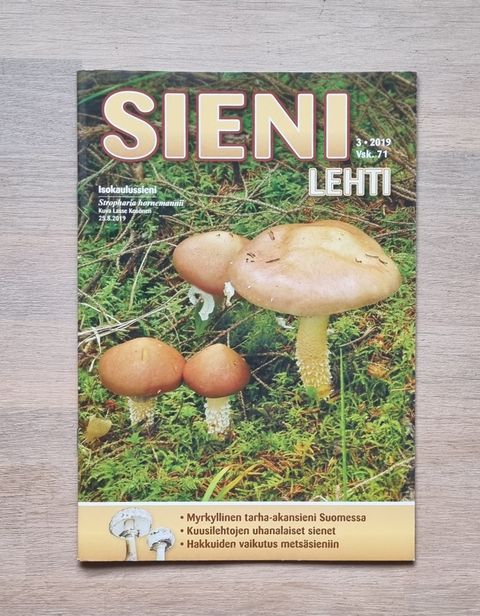 SIENI
3 • 2019
Vsk. 71
LEHTI
Isokaulussieni
Stropharia hornemannii
Kuva Lasse Kosonen
25.8.2019
• Myrkyllinen tarha-akansieni Suomessa
• Kuusilehtojen uhanalaiset sienet
• Hakkuiden vaikutus metsäsieniin